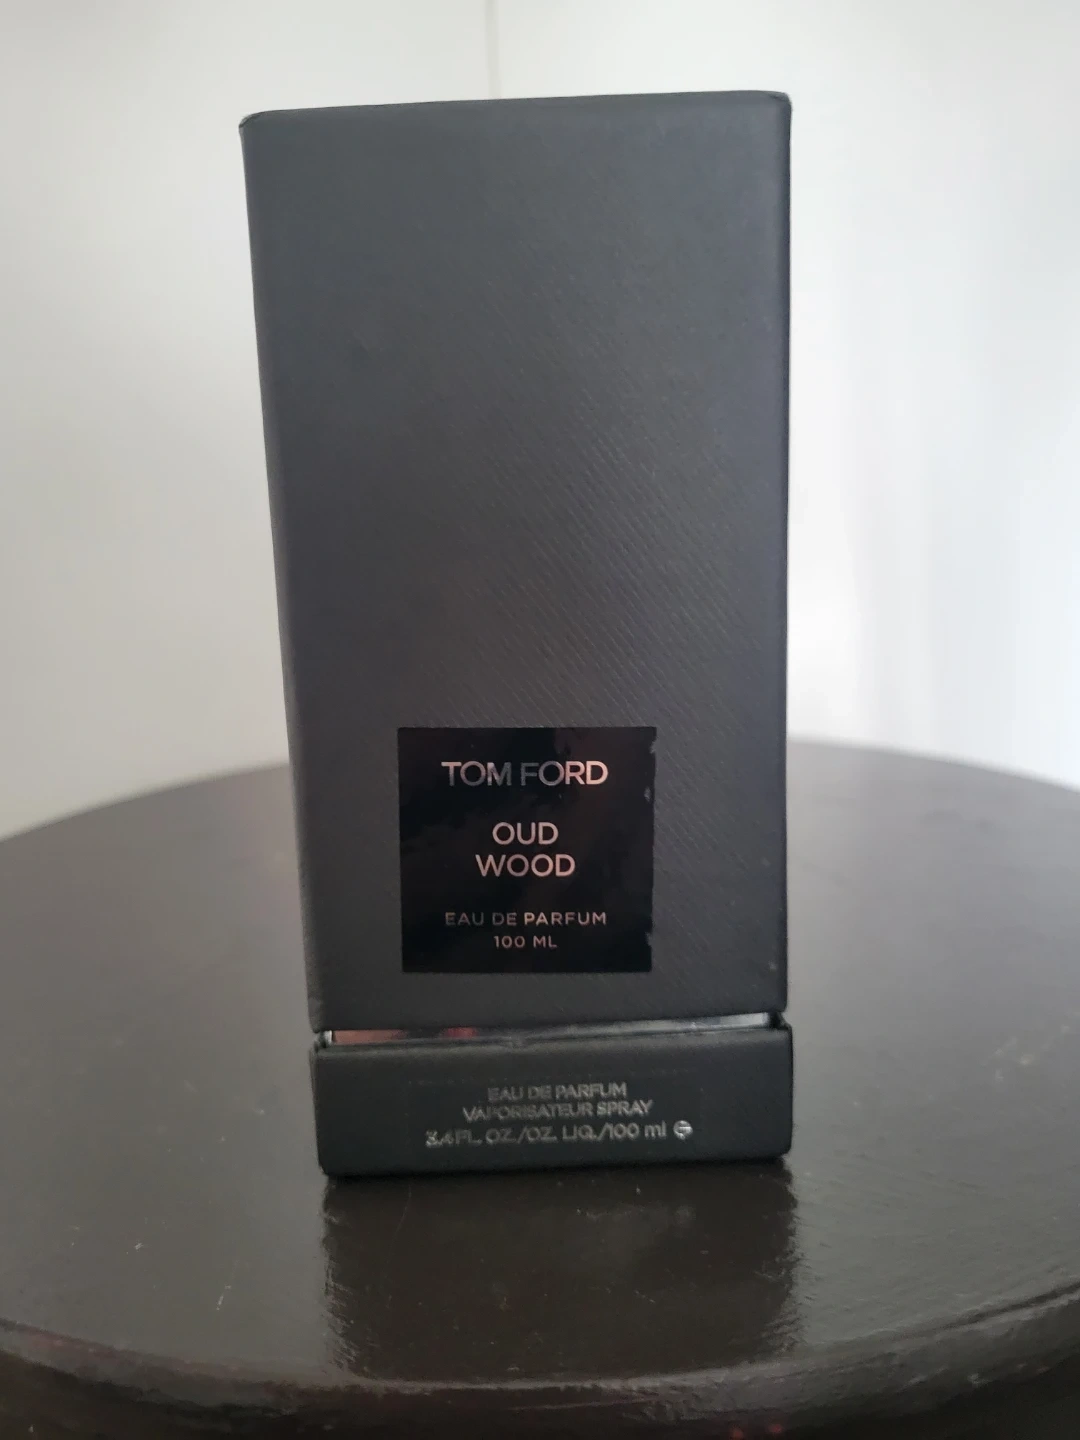 TOM FORD
OUD
WOOD
EAU DE PARFUM
100 ML
EAU DE PARFUM
VAPORISATEUR SPRAY
3.4 FL. OZ./OZ. LIQ./100 ml ℮